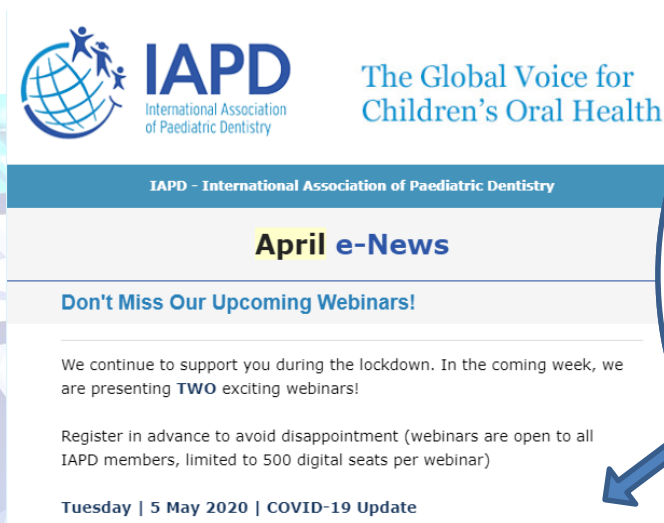 IAPD
International Association
of Paediatric Dentistry
The Global Voice for
Children's Oral Health
IAPD - International Association of Paediatric Dentistry
April e-News
Don't Miss Our Upcoming Webinars!
We continue to support you during the lockdown. In the coming week, we
are presenting TWO exciting webinars!
Register in advance to avoid disappointment (webinars are open to all
IAPD members, limited to 500 digital seats per webinar)
Tuesday | 5 May 2020 | COVID-19 Update